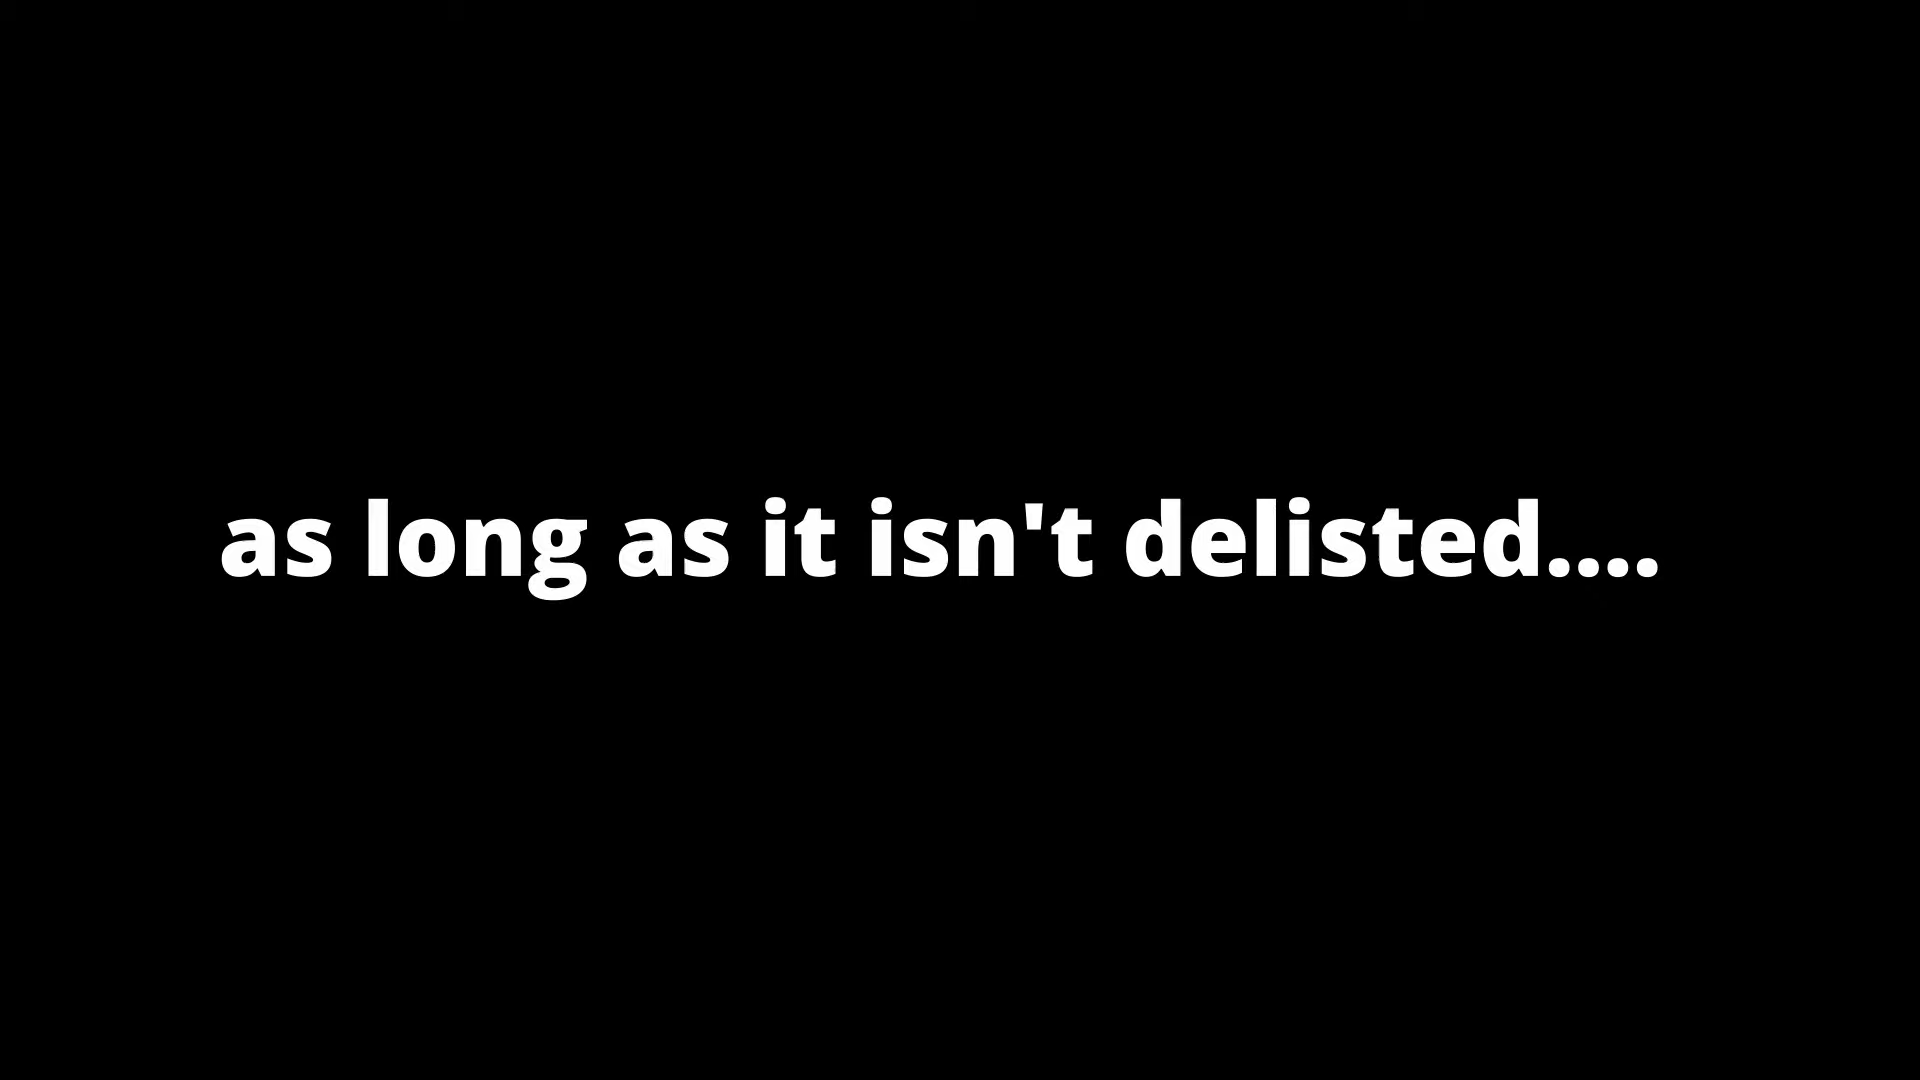 as long as it isn't delisted....